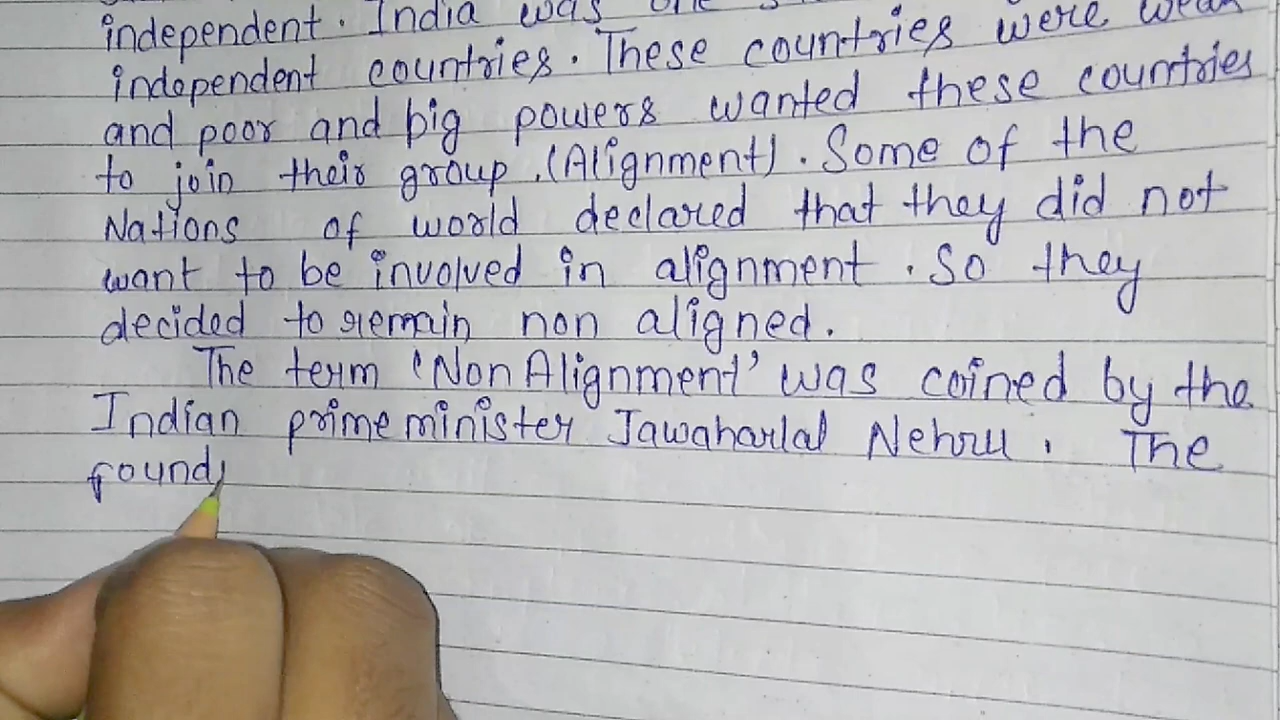 independent. India was one
independent countries. These countries were weak
and poor and big powers wanted these countries
to join their group .(Alignment). Some of the
Nations of world declared that they did not
want to be involved in alignment. So they
decided to remain non aligned.
The term 'Non Alignment' was coined by the
Indian prime minister Jawaharlal Nehru. The
found